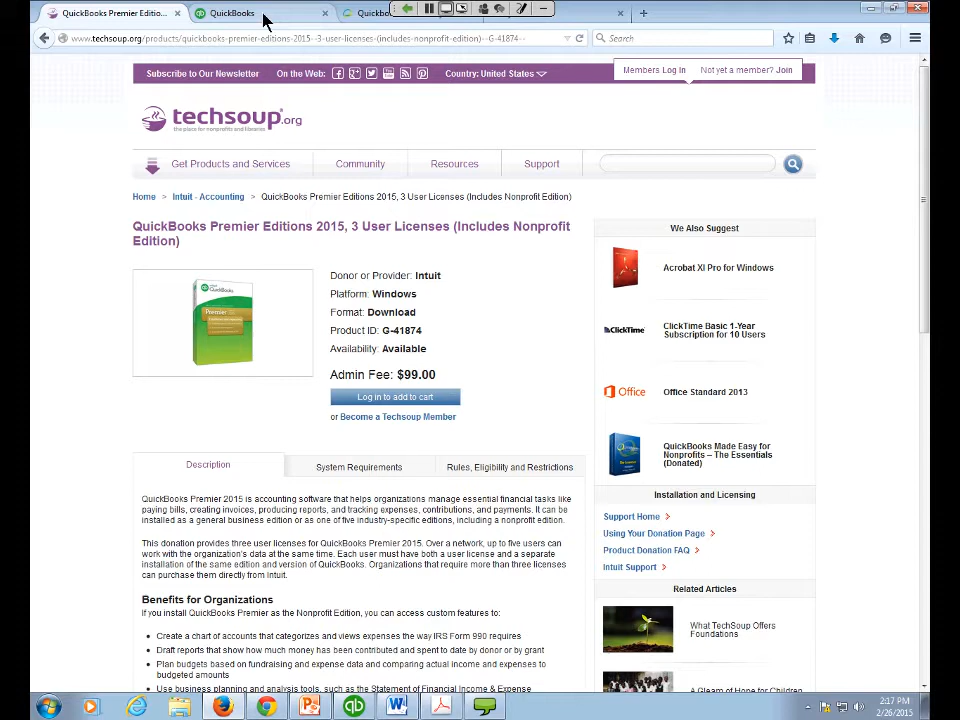 QuickBooks Premier Editio...
QuickBooks
Quickbo
www.techsoup.org/products/quickbooks-premier-editions-2015--3-user-licenses-(includes-nonprofit-edition)--G-41874--
Search
Subscribe to Our Newsletter
On the Web:
Country: United States
Members Log In
Not yet a member? Join
techsoup.org
the place for nonprofits and libraries
Get Products and Services
Community
Resources
Support
Home > Intuit - Accounting > QuickBooks Premier Editions 2015, 3 User Licenses (Includes Nonprofit Edition)
QuickBooks Premier Editions 2015, 3 User Licenses (Includes Nonprofit
Edition)
QuickBooks
Premier
Donor or Provider: Intuit
Platform: Windows
Format: Download
Product ID: G-41874
Availability: Available
Admin Fee: $99.00
Log in to add to cart
or Become a Techsoup Member
We Also Suggest
Acrobat XI Pro for Windows
ClickTime
ClickTime Basic 1-Year
Subscription for 10 Users
Office
Office Standard 2013
QuickBooks Made Easy for
Nonprofits – The Essentials
(Donated)
Installation and Licensing
Support Home >
Using Your Donation Page >
Product Donation FAQ >
Intuit Support >
Related Articles
What TechSoup Offers
Foundations
A Gleam of Hope for Children
Description
System Requirements
Rules, Eligibility and Restrictions
QuickBooks Premier 2015 is accounting software that helps organizations manage essential financial tasks like
paying bills, creating invoices, producing reports, and tracking expenses, contributions, and payments. It can be
installed as a general business edition or as one of five industry-specific editions, including a nonprofit edition.
This donation provides three user licenses for QuickBooks Premier 2015. Over a network, up to five users can
work with the organization's data at the same time. Each user must have both a user license and a separate
installation of the same edition and version of QuickBooks. Organizations that require more than three licenses
can purchase them directly from Intuit.
Benefits for Organizations
If you install QuickBooks Premier as the Nonprofit Edition, you can access custom features to:
• Create a chart of accounts that categorizes and views expenses the way IRS Form 990 requires
• Draft reports that show how much money has been contributed and spent to date by donor or by grant
• Plan budgets based on fundraising and expense data and comparing actual income and expenses to
budgeted amounts
• Use business planning and analysis tools, such as the Statement of Financial Income & Expense
2:17 PM
2/26/2015